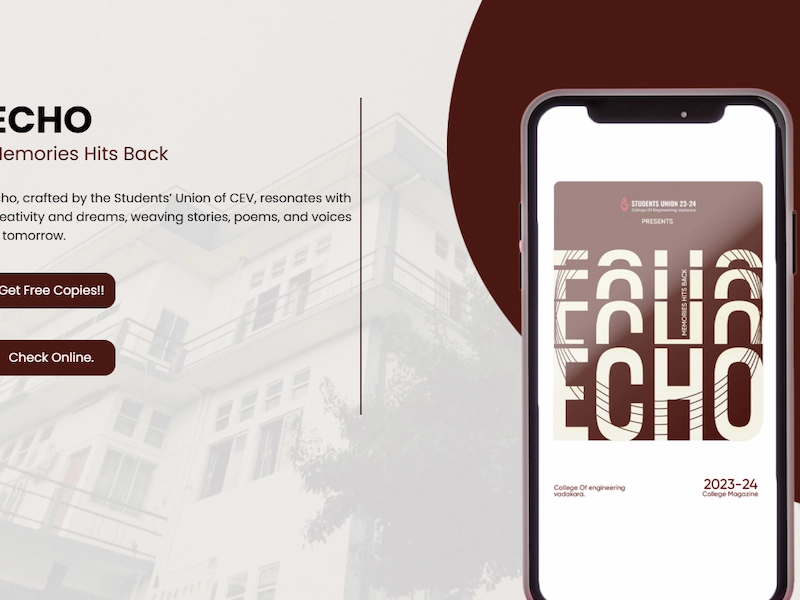 ECHO
Memories Hits Back
Echo, crafted by the Students’ Union of CEV, resonates with
creativity and dreams, weaving stories, poems, and voices
tomorrow.
Get Free Copies!!
Check Online.
STUDENTS UNION 23-24
College Of Engineering Vadakara
PRESENTS
MEMORIES HITS BACK
ECHO
ECHO
ECHO
College Of engineering
vadakara.
2023-24
College Magazine